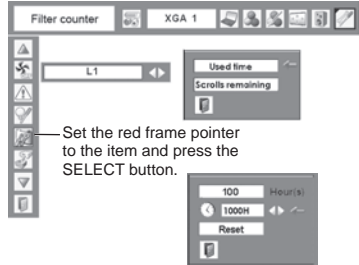 Filter counter XGA 1
L1
Used time
Scrolls remaining
Set the red frame pointer
to the item and press the
SELECT button.
100 Hour(s)
1000H
Reset